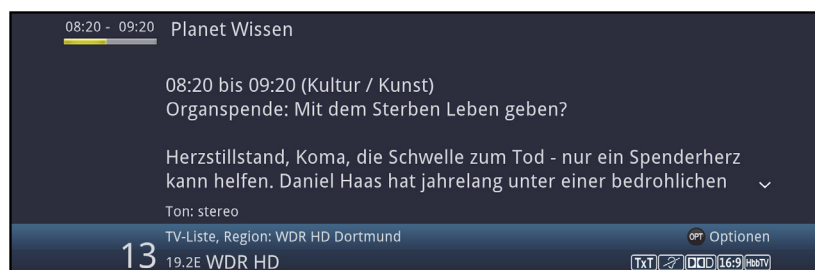 08:20 - 09:20 Planet Wissen
08:20 bis 09:20 (Kultur / Kunst)
Organspende: Mit dem Sterben Leben geben?
Herzstillstand, Koma, die Schwelle zum Tod - nur ein Spenderherz
kann helfen. Daniel Haas hat jahrelang unter einer bedrohlichen
Ton: stereo
TV-Liste, Region: WDR HD Dortmund OPT Optionen
13 19.2E WDR HD TXT 16:9 HbbTV